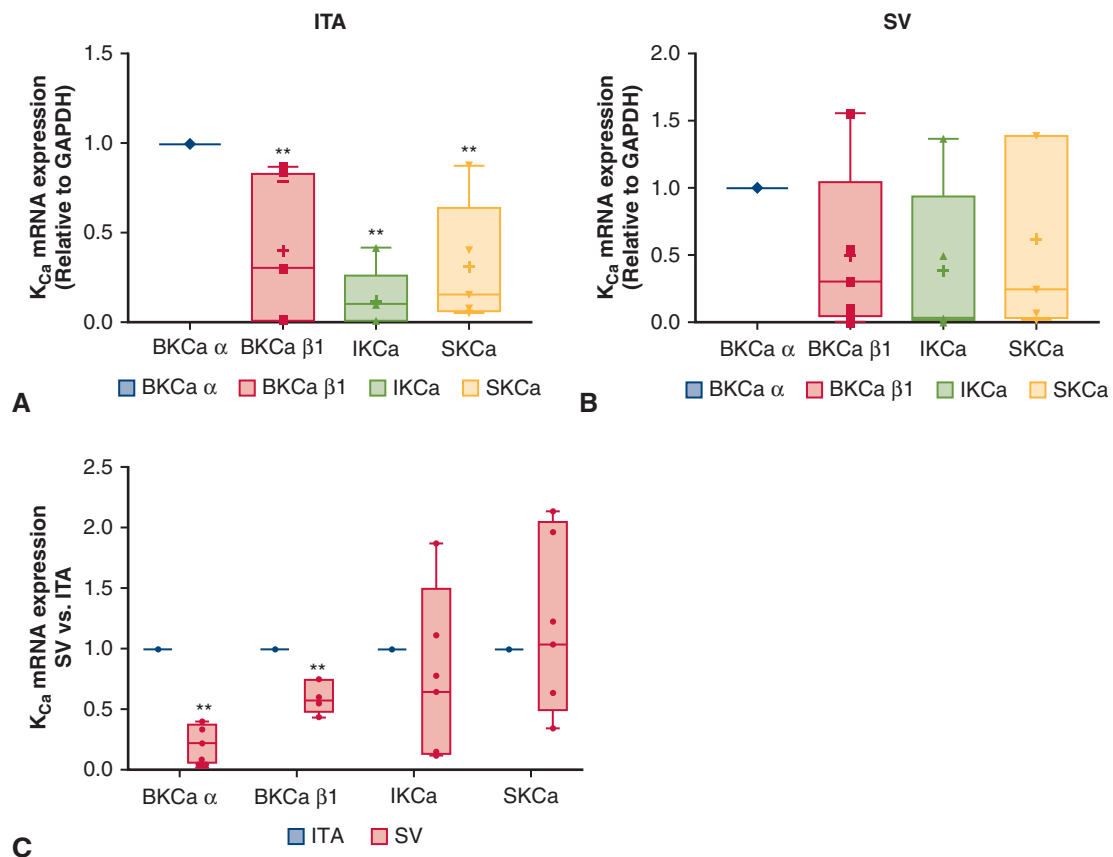 ITA
K_Ca mRNA expression
(Relative to GAPDH)
1.5
1.0
0.5
0.0
**
**
**
BKCa α
BKCa β1
IKCa
SKCa
BKCa α
BKCa β1
IKCa
SKCa
A
SV
K_Ca mRNA expression
(Relative to GAPDH)
2.0
1.5
1.0
0.5
0.0
BKCa α
BKCa β1
IKCa
SKCa
BKCa α
BKCa β1
IKCa
SKCa
B
K_Ca mRNA expression
SV vs. ITA
2.5
2.0
1.5
1.0
0.5
0.0
**
**
BKCa α
BKCa β1
IKCa
SKCa
ITA
SV
C